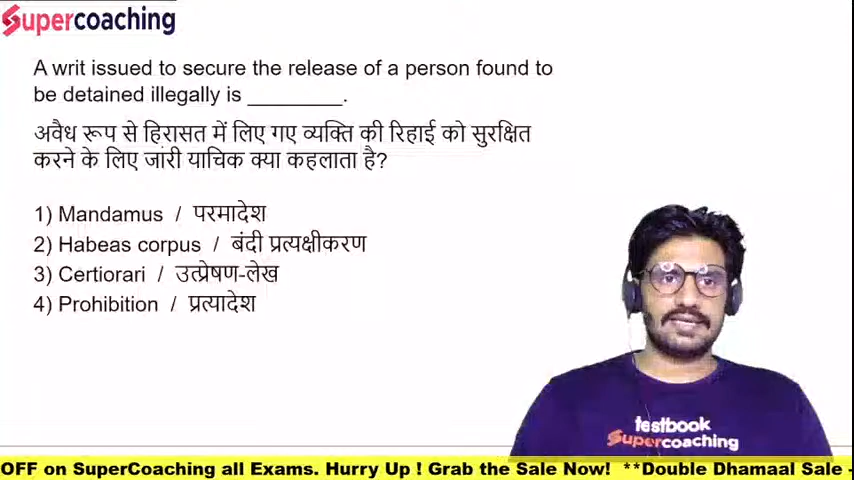 Supercoaching
A writ issued to secure the release of a person found to
be detained illegally is ________.
अवैध रूप से हिरासत में लिए गए व्यक्ति की रिहाई को सुरक्षित
करने के लिए जारी याचिक क्या कहलाता है?
1) Mandamus / परमादेश
2) Habeas corpus / बंदी प्रत्यक्षीकरण
3) Certiorari / उत्प्रेषण-लेख
4) Prohibition / प्रत्यादेश
testbook
Supercoaching
OFF on SuperCoaching all Exams. Hurry Up ! Grab the Sale Now! **Double Dhamaal Sale -